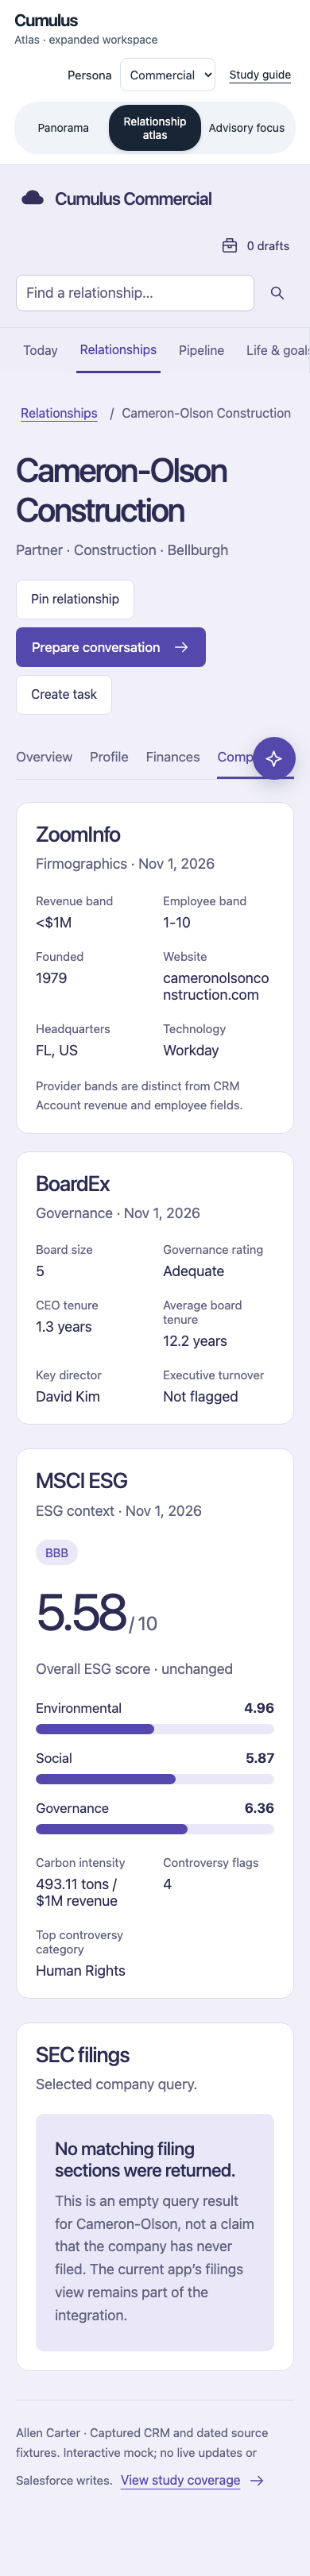 Cumulus
Atlas · expanded workspace
Persona
Commercial
Study guide
Panorama
Relationship
atlas
Advisory focus
Cumulus Commercial
0 drafts
Find a relationship...
Today
Relationships
Pipeline
Life & goals
Relationships / Cameron-Olson Construction
Cameron-Olson
Construction
Partner · Construction · Bellburgh
Pin relationship
Prepare conversation →
Create task
Overview
Profile
Finances
Comp
ZoomInfo
Firmographics · Nov 1, 2026
Revenue band
Employee band
<$1M
1-10
Founded
Website
1979
cameronolsonco
nstruction.com
Headquarters
Technology
FL, US
Workday
Provider bands are distinct from CRM
Account revenue and employee fields.
BoardEx
Governance · Nov 1, 2026
Board size
Governance rating
5
Adequate
CEO tenure
Average board
tenure
1.3 years
12.2 years
Key director
Executive turnover
David Kim
Not flagged
MSCI ESG
ESG context · Nov 1, 2026
BBB
5.58 / 10
Overall ESG score · unchanged
Environmental 4.96
Social 5.87
Governance 6.36
Carbon intensity
Controversy flags
493.11 tons /
$1M revenue
4
Top controversy
category
Human Rights
SEC filings
Selected company query.
No matching filing
sections were returned.
This is an empty query result
for Cameron-Olson, not a claim
that the company has never
filed. The current app's filings
view remains part of the
integration.
Allen Carter · Captured CRM and dated source
fixtures. Interactive mock; no live updates or
Salesforce writes. View study coverage →